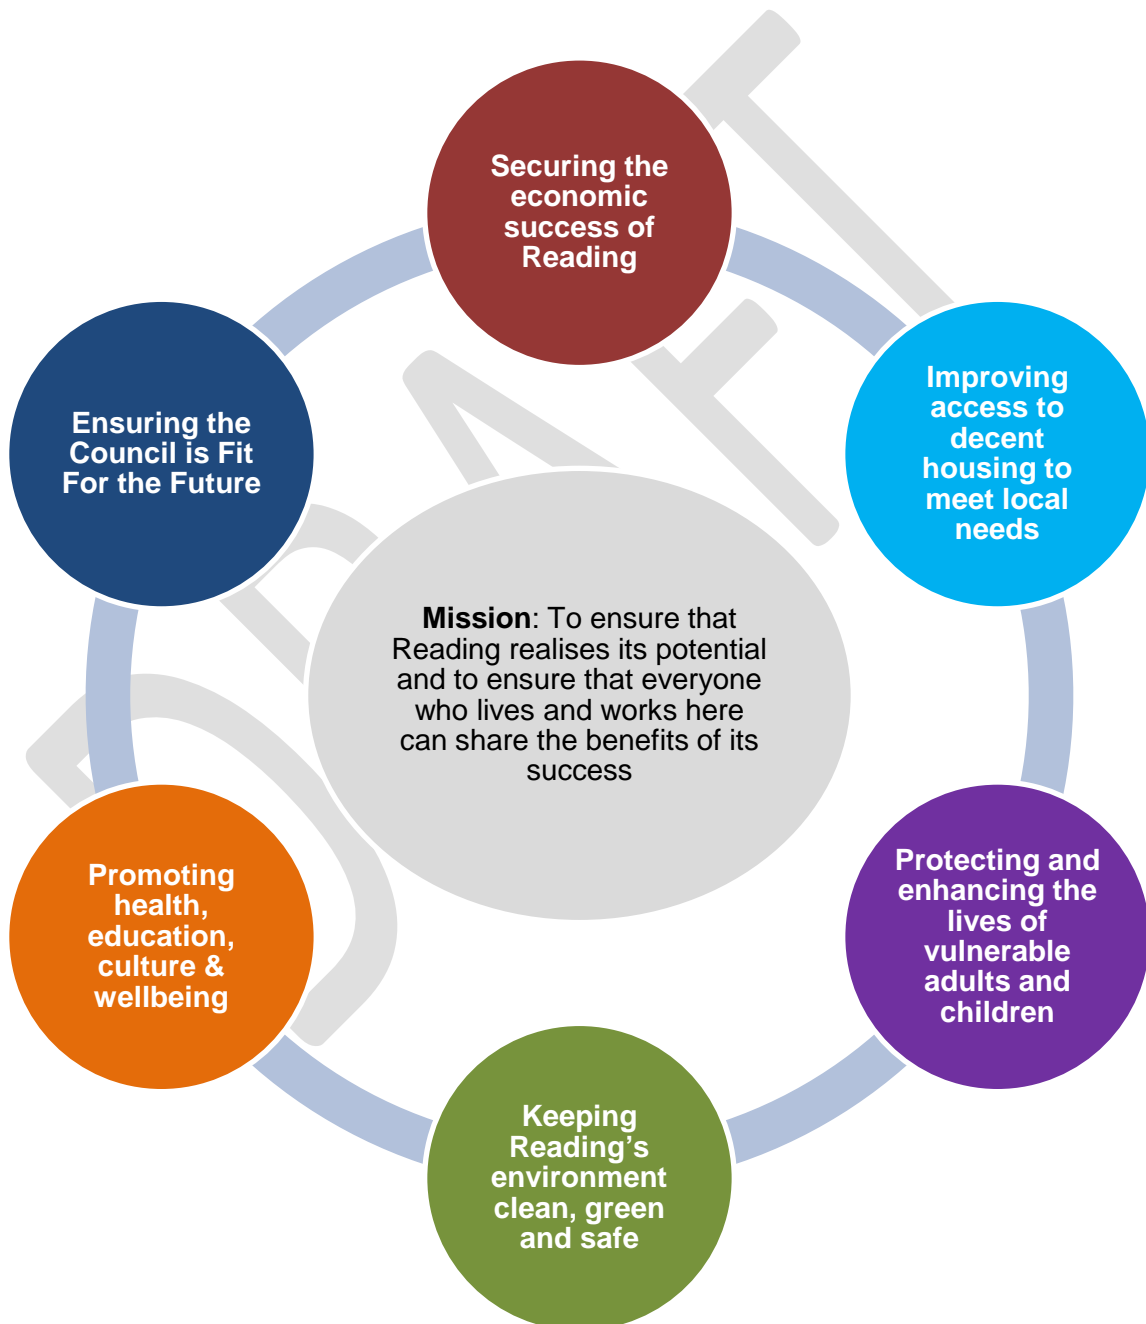 Securing the
economic
success of
Reading
Improving
access to
decent
housing to
meet local
needs
Protecting and
enhancing the
lives of
vulnerable
adults and
children
Keeping
Reading’s
environment
clean, green
and safe
Promoting
health,
education,
culture &
wellbeing
Ensuring the
Council is Fit
For the Future
Mission: To ensure that
Reading realises its potential
and to ensure that everyone
who lives and works here
can share the benefits of its
success
DRAFT